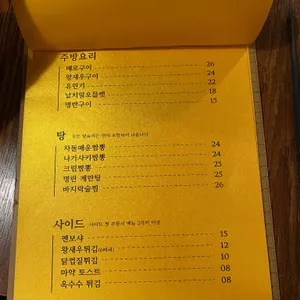 주방요리
메로구이 26
왕새우구이 24
유린기 22
날치알오믈렛 18
명란구이 15
탕
차돌매운짬뽕 24
나가사키짬뽕 24
크림짬뽕 25
명란 계란탕 25
바지락술찜 26
사이드
멘보샤 15
왕새우튀김 12
닭껍질튀김 10
마약 토스트 08
옥수수 튀김 08